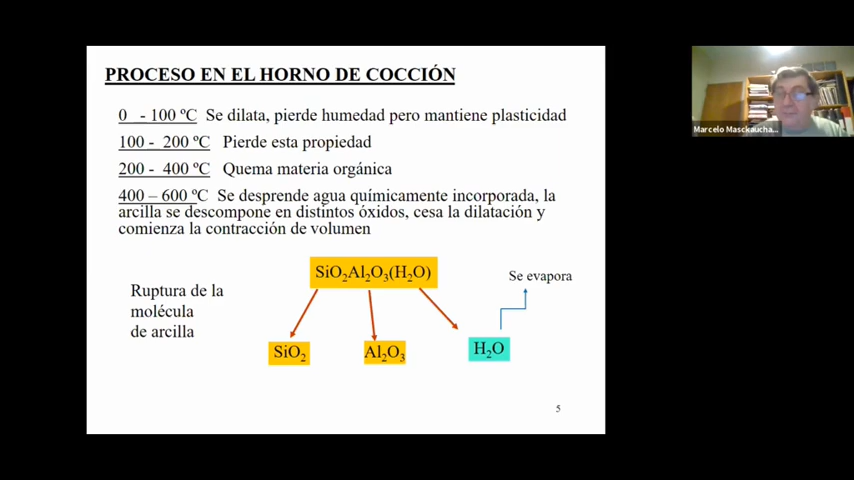 PROCESO EN EL HORNO DE COCCIÓN
0 - 100 ºC Se dilata, pierde humedad pero mantiene plasticidad
100 - 200 ºC Pierde esta propiedad
200 - 400 ºC Quema materia orgánica
400 – 600 ºC Se desprende agua químicamente incorporada, la
arcilla se descompone en distintos óxidos, cesa la dilatación y
comienza la contracción de volumen
SiO₂Al₂O₃(H₂O)
Se evapora
Ruptura de la
molécula
de arcilla
SiO₂
Al₂O₃
H₂O
5
Marcelo Masckaucha...